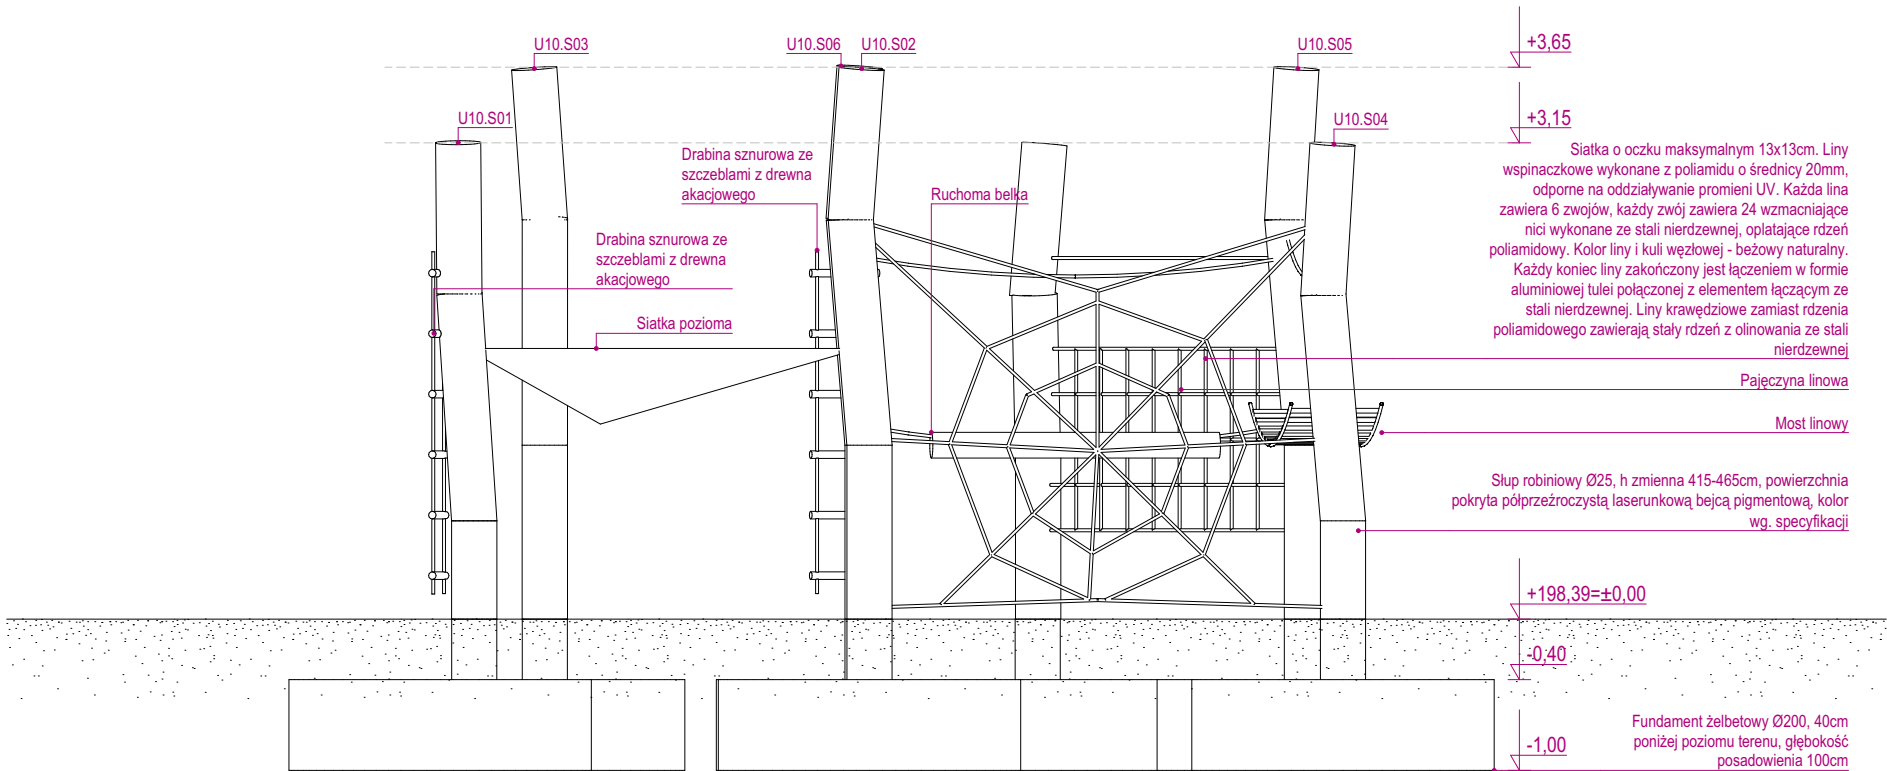 U10.S03
U10.S06
U10.S02
U10.S05
+3,65
U10.S01
U10.S04
+3,15
Drabina sznurowa ze
szczeblami z drewna
akacjowego
Ruchoma belka
Siatka o oczku maksymalnym 13x13cm. Liny
wspinaczkowe wykonane z poliamidu o średnicy 20mm,
odporne na oddziaływanie promieni UV. Każda lina
zawiera 6 zwojów, każdy zwój zawiera 24 wzmacniające
nici wykonane ze stali nierdzewnej, oplatające rdzeń
poliamidowy. Kolor liny i kuli węzłowej - beżowy naturalny.
Każdy koniec liny zakończony jest łączeniem w formie
aluminiowej tulei połączonej z elementem łączącym ze
stali nierdzewnej. Liny krawędziowe zamiast rdzenia
poliamidowego zawierają stały rdzeń z olinowania ze stali
nierdzewnej
Drabina sznurowa ze
szczeblami z drewna
akacjowego
Siatka pozioma
Pajęczyna linowa
Most linowy
Słup robiniowy Ø25, h zmienna 415-465cm, powierzchnia
pokryta półprzeźroczystą laserunkową bejcą pigmentową, kolor
wg. specyfikacji
+198,39=±0,00
-0,40
-1,00
Fundament żelbetowy Ø200, 40cm
poniżej poziomu terenu, głębokość
posadowienia 100cm